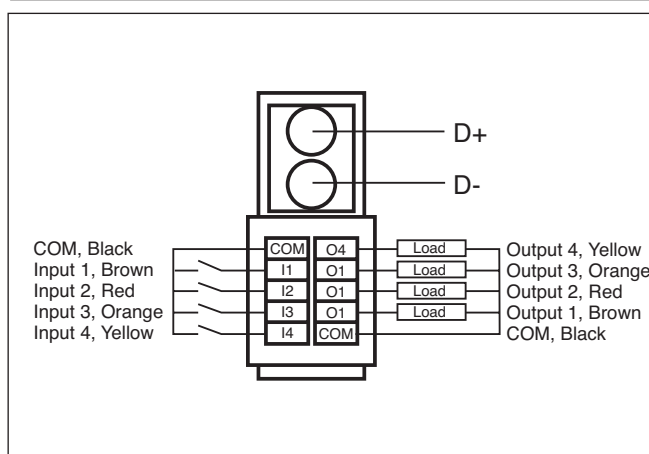 D+
D-
COM, Black
Input 1, Brown
Input 2, Red
Input 3, Orange
Input 4, Yellow
COM
I1
I2
I3
I4
O4
O1
O1
O1
COM
Load
Load
Load
Load
Output 4, Yellow
Output 3, Orange
Output 2, Red
Output 1, Brown
COM, Black